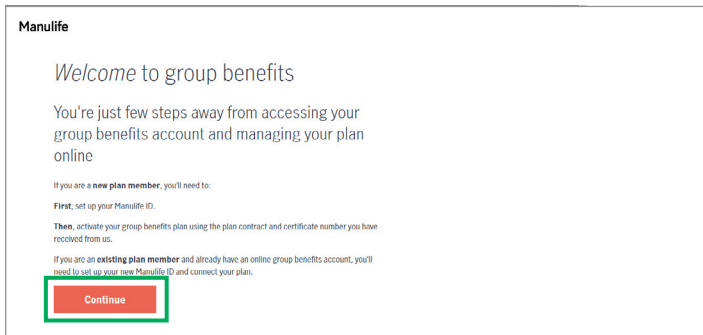 Manulife
Welcome to group benefits
You're just few steps away from accessing your
group benefits account and managing your plan
online
If you are a new plan member, you'll need to:
First, set up your Manulife ID.
Then, activate your group benefits plan using the plan contract and certificate number you have
received from us.
If you are an existing plan member and already have an online group benefits account, you'll
need to set up your new Manulife ID and connect your plan.
Continue